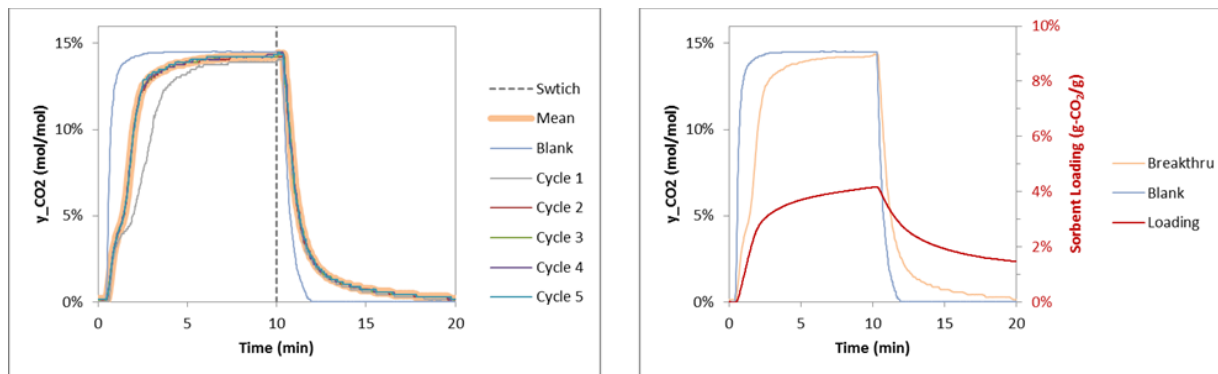 15%
10%
5%
0%
y_CO2 (mol/mol)
0
5
10
15
20
Time (min)
Swtich
Mean
Blank
Cycle 1
Cycle 2
Cycle 3
Cycle 4
Cycle 5
15%
10%
5%
0%
y_CO2 (mol/mol)
0
5
10
15
20
Time (min)
10%
8%
6%
4%
2%
0%
Sorbent Loading (g-CO₂/g)
Breakthru
Blank
Loading